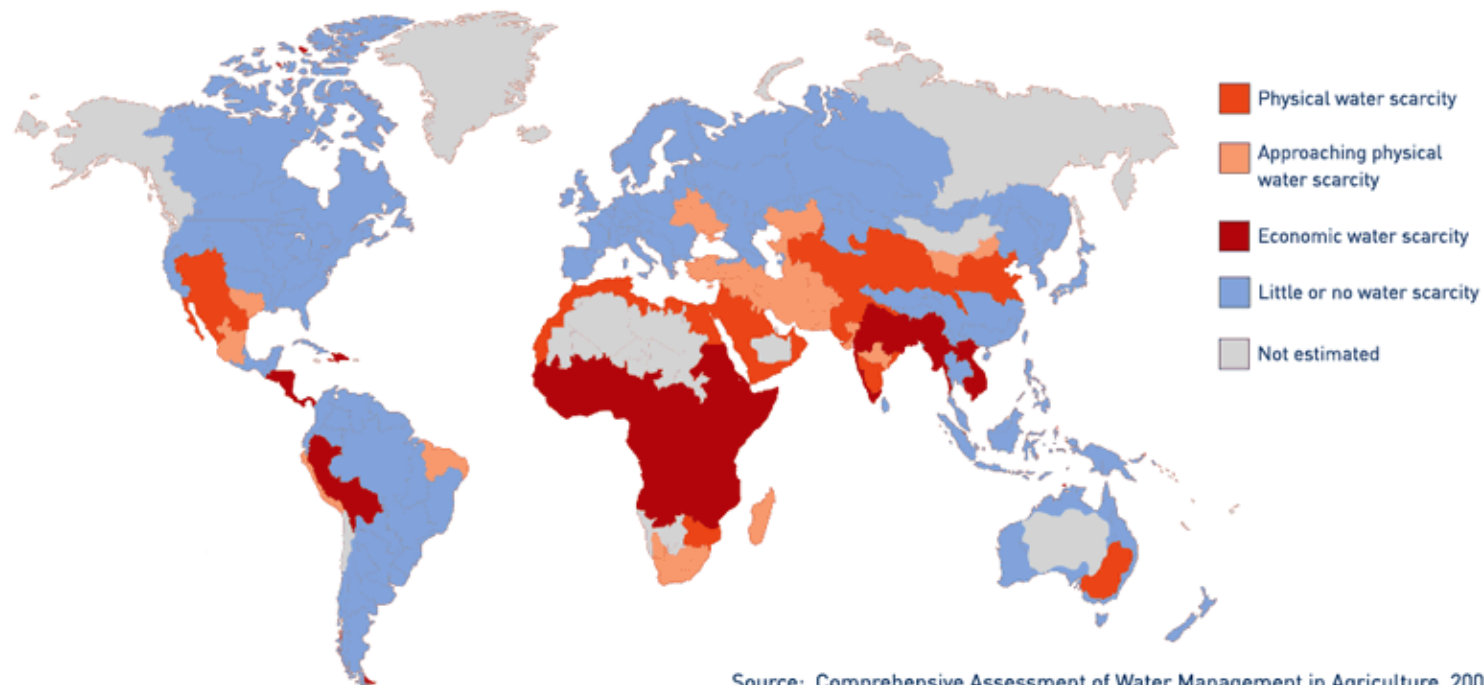 Physical water scarcity
Approaching physical
water scarcity
Economic water scarcity
Little or no water scarcity
Not estimated
Source: Comprehensive Assessment of Water Management in Agriculture, 200